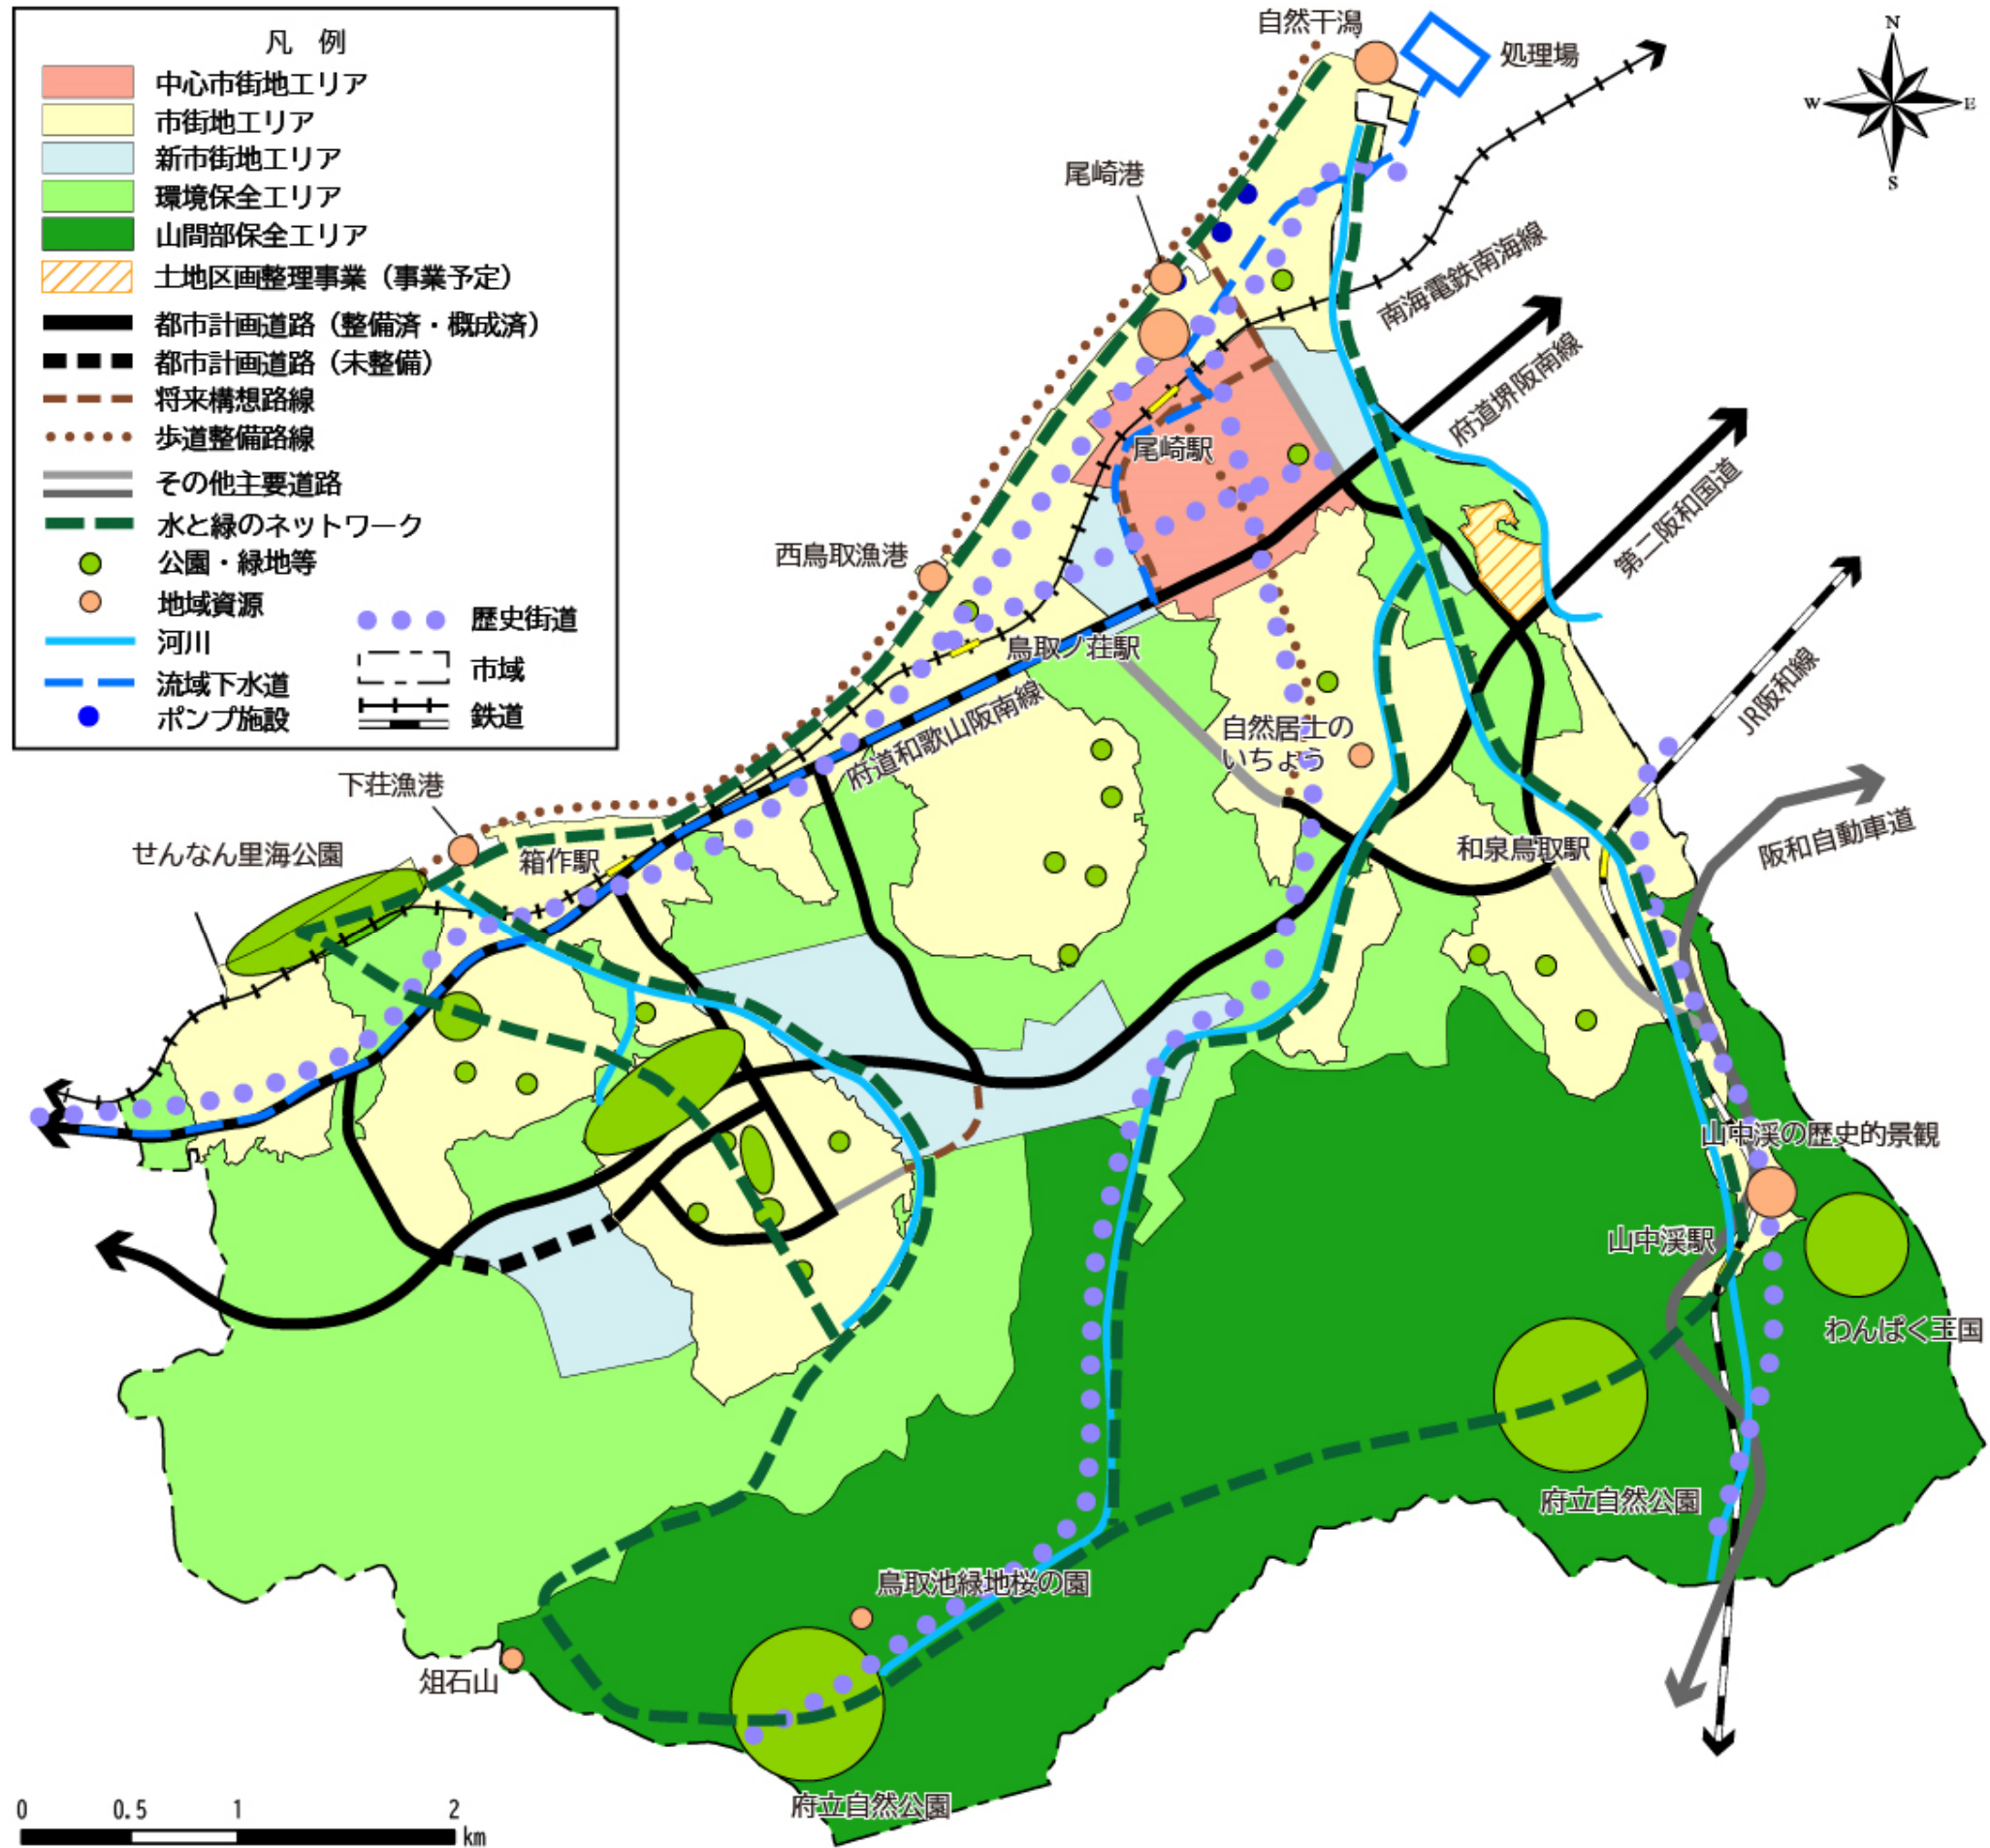 凡 例
中心市街地エリア
市街地エリア
新市街地エリア
環境保全エリア
山間部保全エリア
土地区画整理事業（事業予定）
都市計画道路（整備済・概成済）
都市計画道路（未整備）
将来構想路線
歩道整備路線
その他主要道路
水と緑のネットワーク
公園・緑地等
地域資源
河川
流域下水道
ポンプ施設
歴史街道
市域
鉄道
自然干潟
処理場
N
W
E
S
尾崎港
南海電鉄南海線
府道堺阪南線
尾崎駅
第二阪和国道
西鳥取漁港
鳥取ノ荘駅
JR阪和線
府道和歌山阪南線
自然居士の
いちょう
下荘漁港
せんなん里海公園
箱作駅
和泉鳥取駅
阪和自動車道
山中渓の歴史的景観
山中渓駅
わんぱく王国
府立自然公園
鳥取池緑地桜の園
俎石山
府立自然公園
0 0.5 1 2
km